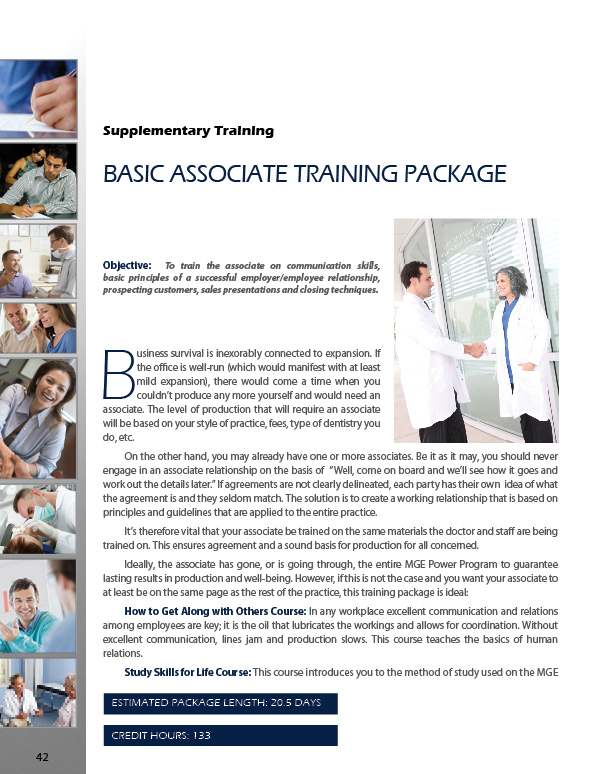 Supplementary Training
BASIC ASSOCIATE TRAINING PACKAGE
Objective: To train the associate on communication skills,
basic principles of a successful employer/employee relationship,
prospecting customers, sales presentations and closing techniques.
Business survival is inexorably connected to expansion. If
the office is well-run (which would manifest with at least
mild expansion), there would come a time when you
couldn't produce any more yourself and would need an
associate. The level of production that will require an associate
will be based on your style of practice, fees, type of dentistry you
do, etc.
On the other hand, you may already have one or more associates. Be it as it may, you should never
engage in an associate relationship on the basis of "Well, come on board and we'll see how it goes and
work out the details later." If agreements are not clearly delineated, each party has their own idea of what
the agreement is and they seldom match. The solution is to create a working relationship that is based on
principles and guidelines that are applied to the entire practice.
It's therefore vital that your associate be trained on the same materials the doctor and staff are being
trained on. This ensures agreement and a sound basis for production for all concerned.
Ideally, the associate has gone, or is going through, the entire MGE Power Program to guarantee
lasting results in production and well-being. However, if this is not the case and you want your associate to
at least be on the same page as the rest of the practice, this training package is ideal:
How to Get Along with Others Course: In any workplace excellent communication and relations
among employees are key; it is the oil that lubricates the workings and allows for coordination. Without
excellent communication, lines jam and production slows. This course teaches the basics of human
relations.
Study Skills for Life Course: This course introduces you to the method of study used on the MGE
ESTIMATED PACKAGE LENGTH: 20.5 DAYS
CREDIT HOURS: 133
42